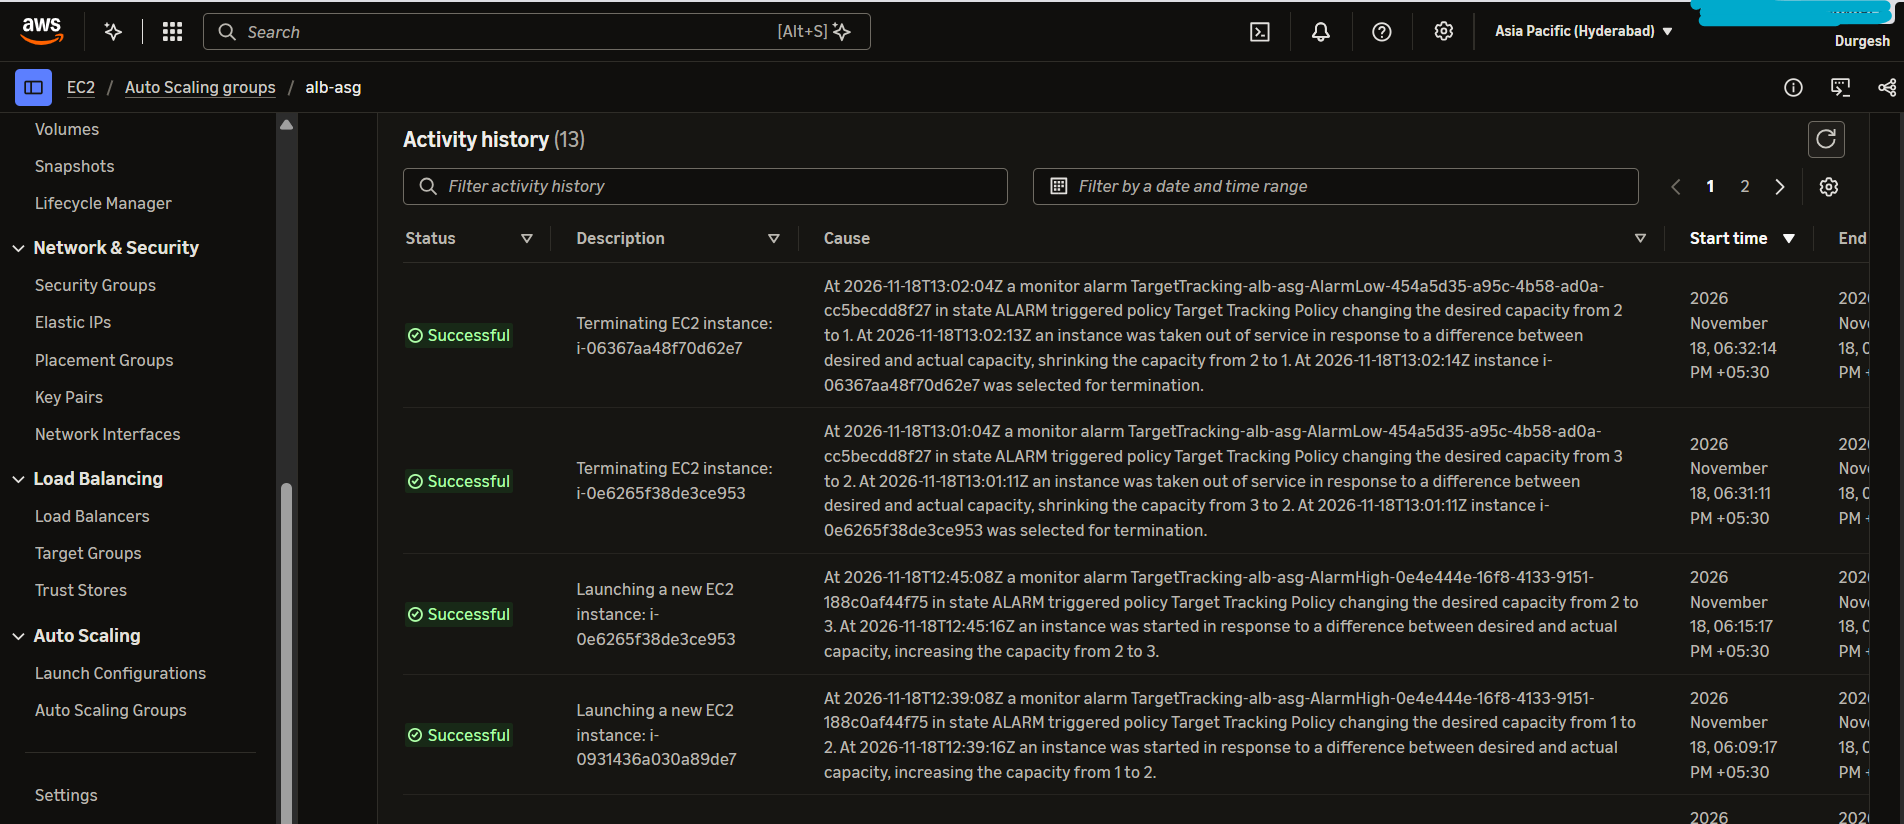 aws
Search
[Alt+S]
Asia Pacific (Hyderabad)
Durgesh
EC2 / Auto Scaling groups / alb-asg
Volumes
Snapshots
Lifecycle Manager
Network & Security
Security Groups
Elastic IPs
Placement Groups
Key Pairs
Network Interfaces
Load Balancing
Load Balancers
Target Groups
Trust Stores
Auto Scaling
Launch Configurations
Auto Scaling Groups
Settings
Activity history (13)
Filter activity history
Filter by a date and time range
1 2
Status
Description
Cause
Start time
End
Successful
Terminating EC2 instance:
i-06367aa48f70d62e7
At 2026-11-18T13:02:04Z a monitor alarm TargetTracking-alb-asg-AlarmLow-454a5d35-a95c-4b58-ad0a-
cc5becdd8f27 in state ALARM triggered policy Target Tracking Policy changing the desired capacity from 2
to 1. At 2026-11-18T13:02:13Z an instance was taken out of service in response to a difference between
desired and actual capacity, shrinking the capacity from 2 to 1. At 2026-11-18T13:02:14Z instance i-
06367aa48f70d62e7 was selected for termination.
2026
November
18, 06:32:14
PM +05:30
Successful
Terminating EC2 instance:
i-0e6265f38de3ce953
At 2026-11-18T13:01:04Z a monitor alarm TargetTracking-alb-asg-AlarmLow-454a5d35-a95c-4b58-ad0a-
cc5becdd8f27 in state ALARM triggered policy Target Tracking Policy changing the desired capacity from 3
to 2. At 2026-11-18T13:01:11Z an instance was taken out of service in response to a difference between
desired and actual capacity, shrinking the capacity from 3 to 2. At 2026-11-18T13:01:11Z instance i-
0e6265f38de3ce953 was selected for termination.
2026
November
18, 06:31:11
PM +05:30
Successful
Launching a new EC2
instance: i-
0e6265f38de3ce953
At 2026-11-18T12:45:08Z a monitor alarm TargetTracking-alb-asg-AlarmHigh-0e4e444e-16f8-4133-9151-
188c0af44f75 in state ALARM triggered policy Target Tracking Policy changing the desired capacity from 2 to
3. At 2026-11-18T12:45:16Z an instance was started in response to a difference between desired and actual
capacity, increasing the capacity from 2 to 3.
2026
November
18, 06:15:17
PM +05:30
Successful
Launching a new EC2
instance: i-
0931436a030a89de7
At 2026-11-18T12:39:08Z a monitor alarm TargetTracking-alb-asg-AlarmHigh-0e4e444e-16f8-4133-9151-
188c0af44f75 in state ALARM triggered policy Target Tracking Policy changing the desired capacity from 1 to
2. At 2026-11-18T12:39:16Z an instance was started in response to a difference between desired and actual
capacity, increasing the capacity from 1 to 2.
2026
November
18, 06:09:17
PM +05:30
2026